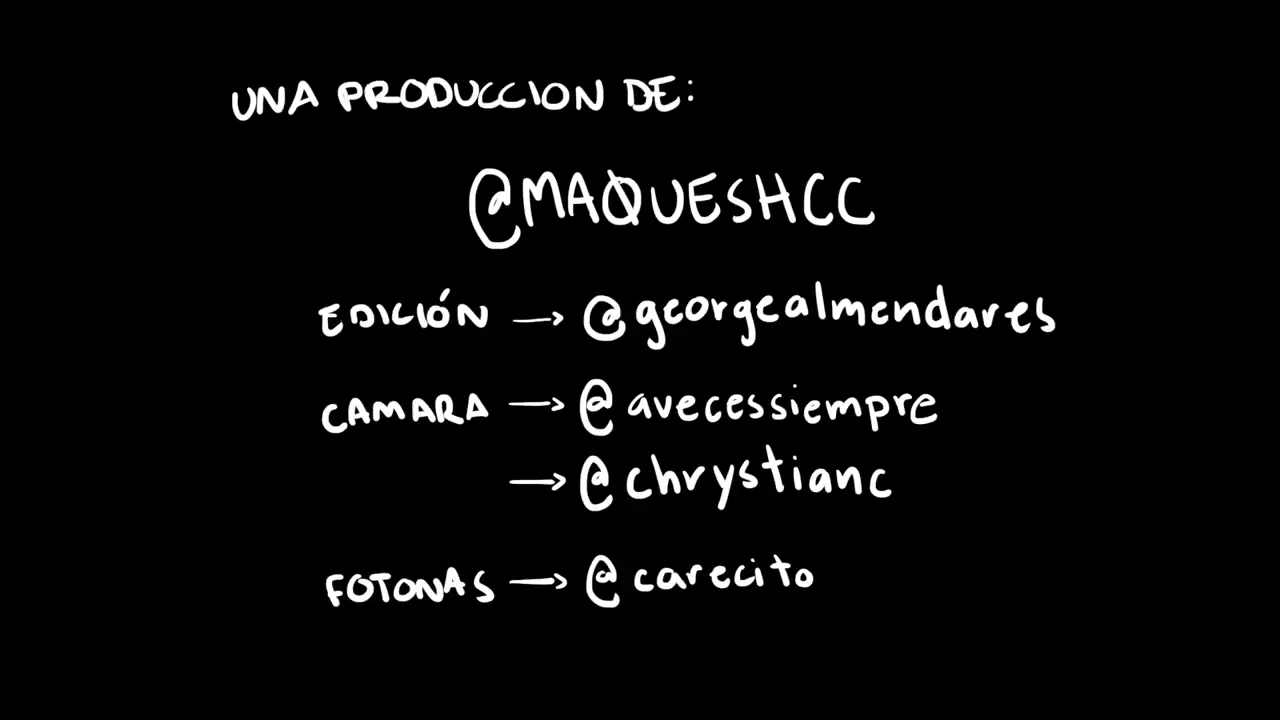 UNA PRODUCCION DE:
@MAQUESHCC
EDICIÓN → @georgealmendares
CAMARA → @avecessiempre
→ @chrystianc
FOTONAS → @carecito